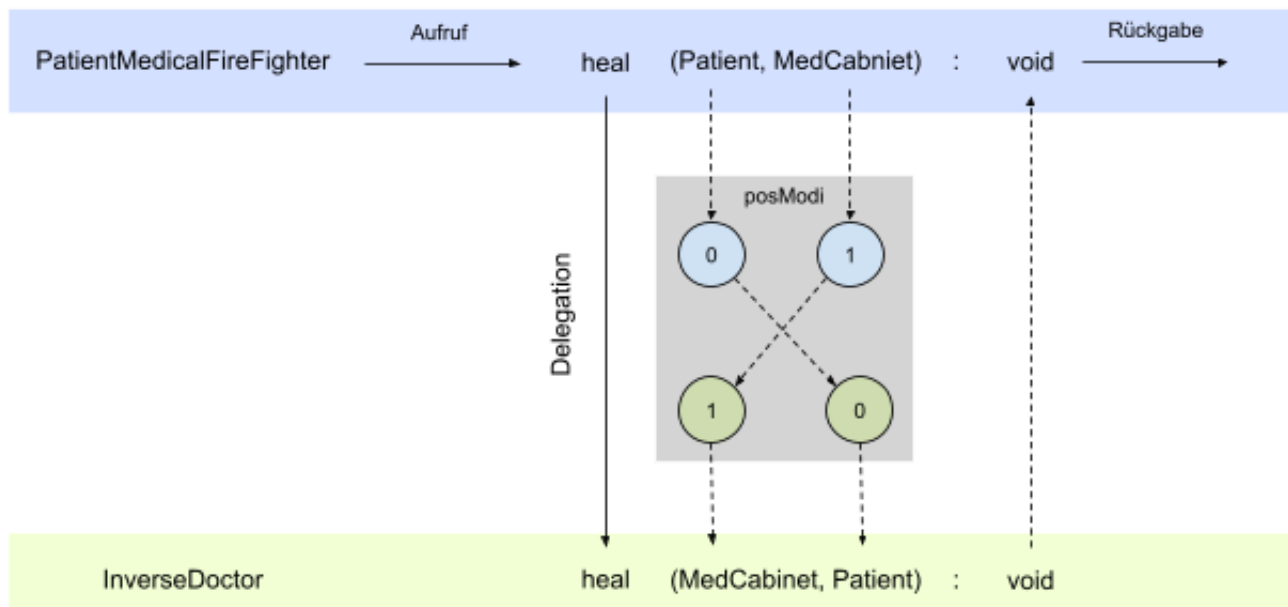 Aufruf
Rückgabe
PatientMedicalFireFighter heal (Patient, MedCabniet) : void
posModi
0 1
Delegation
1 0
InverseDoctor heal (MedCabinet, Patient) : void